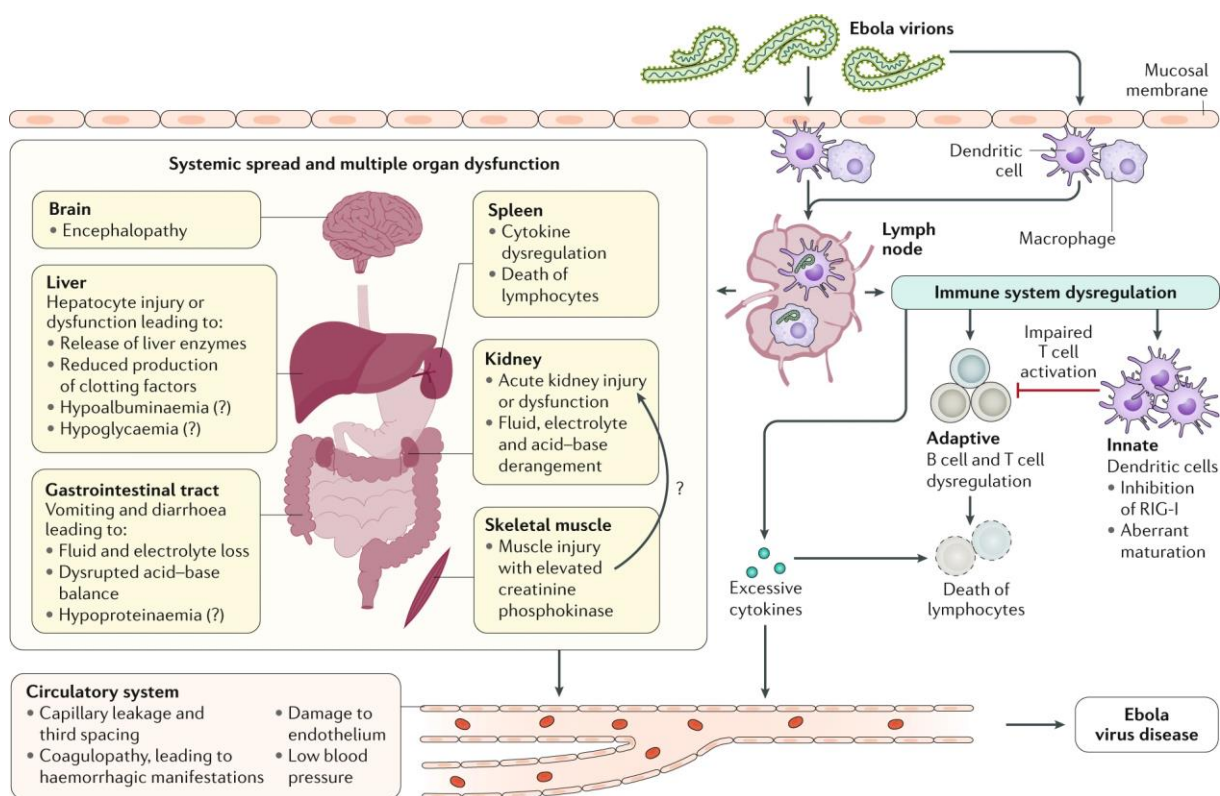 Ebola virions
Mucosal
membrane
Dendritic
cell
Macrophage
Lymph
node
Systemic spread and multiple organ dysfunction
Brain
• Encephalopathy
Liver
Hepatocyte injury or
dysfunction leading to:
• Release of liver enzymes
• Reduced production
of clotting factors
• Hypoalbuminaemia (?)
• Hypoglycaemia (?)
Gastrointestinal tract
Vomiting and diarrhoea
leading to:
• Fluid and electrolyte loss
• Dysrupted acid–base
balance
• Hypoproteinaemia (?)
Spleen
• Cytokine
dysregulation
• Death of
lymphocytes
Kidney
• Acute kidney injury
or dysfunction
• Fluid, electrolyte
and acid–base
derangement
?
Skeletal muscle
• Muscle injury
with elevated
creatinine
phosphokinase
Immune system dysregulation
Impaired
T cell
activation
Adaptive
B cell and T cell
dysregulation
Innate
Dendritic cells
• Inhibition
of RIG-I
• Aberrant
maturation
Excessive
cytokines
Death of
lymphocytes
Circulatory system
• Capillary leakage and
third spacing
• Coagulopathy, leading to
haemorrhagic manifestations
• Damage to
endothelium
• Low blood
pressure
Ebola
virus disease